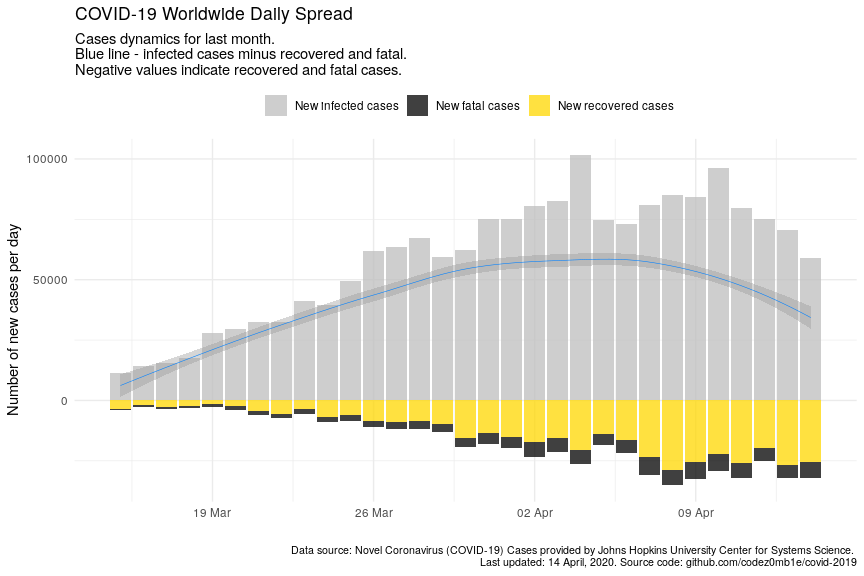 COVID-19 Worldwide Daily Spread
Cases dynamics for last month.
Blue line - infected cases minus recovered and fatal.
Negative values indicate recovered and fatal cases.
New infected cases New fatal cases New recovered cases
Number of new cases per day
100000
50000
0
19 Mar 26 Mar 02 Apr 09 Apr
Data source: Novel Coronavirus (COVID-19) Cases provided by Johns Hopkins University Center for Systems Science.
Last updated: 14 April, 2020. Source code: github.com/codez0mb1e/covid-2019